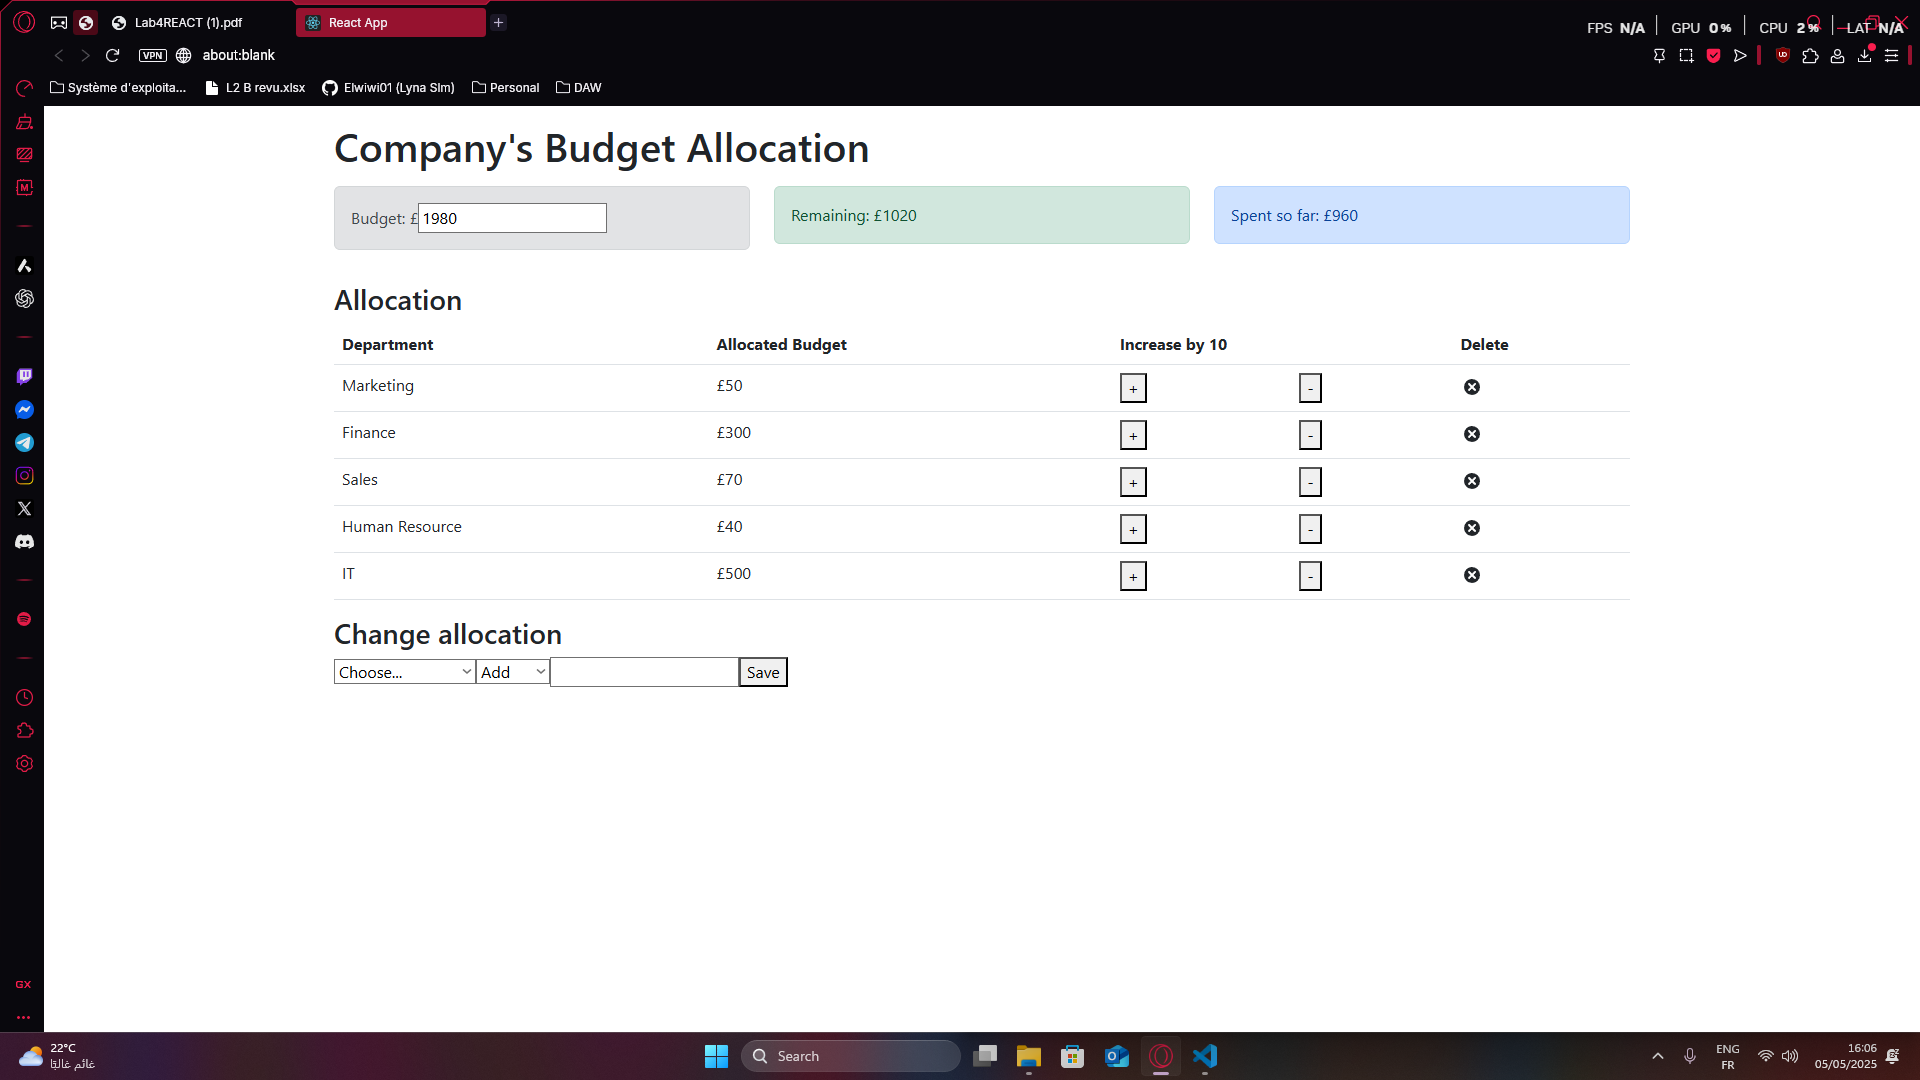 Lab4REACT (1).pdf
React App
FPS N/A GPU 0% CPU 2% LAT N/A
VPN about:blank
Système d'exploita... L2 B revu.xlsx Elwiwi01 (Lyna Slm) Personal DAW
Company's Budget Allocation
Budget: £ 1980
Remaining: £1020
Spent so far: £960
Allocation
Department Allocated Budget Increase by 10 Delete
Marketing £50 + -
Finance £300 + -
Sales £70 + -
Human Resource £40 + -
IT £500 + -
Change allocation
Choose... Add Save
GX
22°C
غائم غالبًا
Search
ENG
FR
16:06
05/05/2025